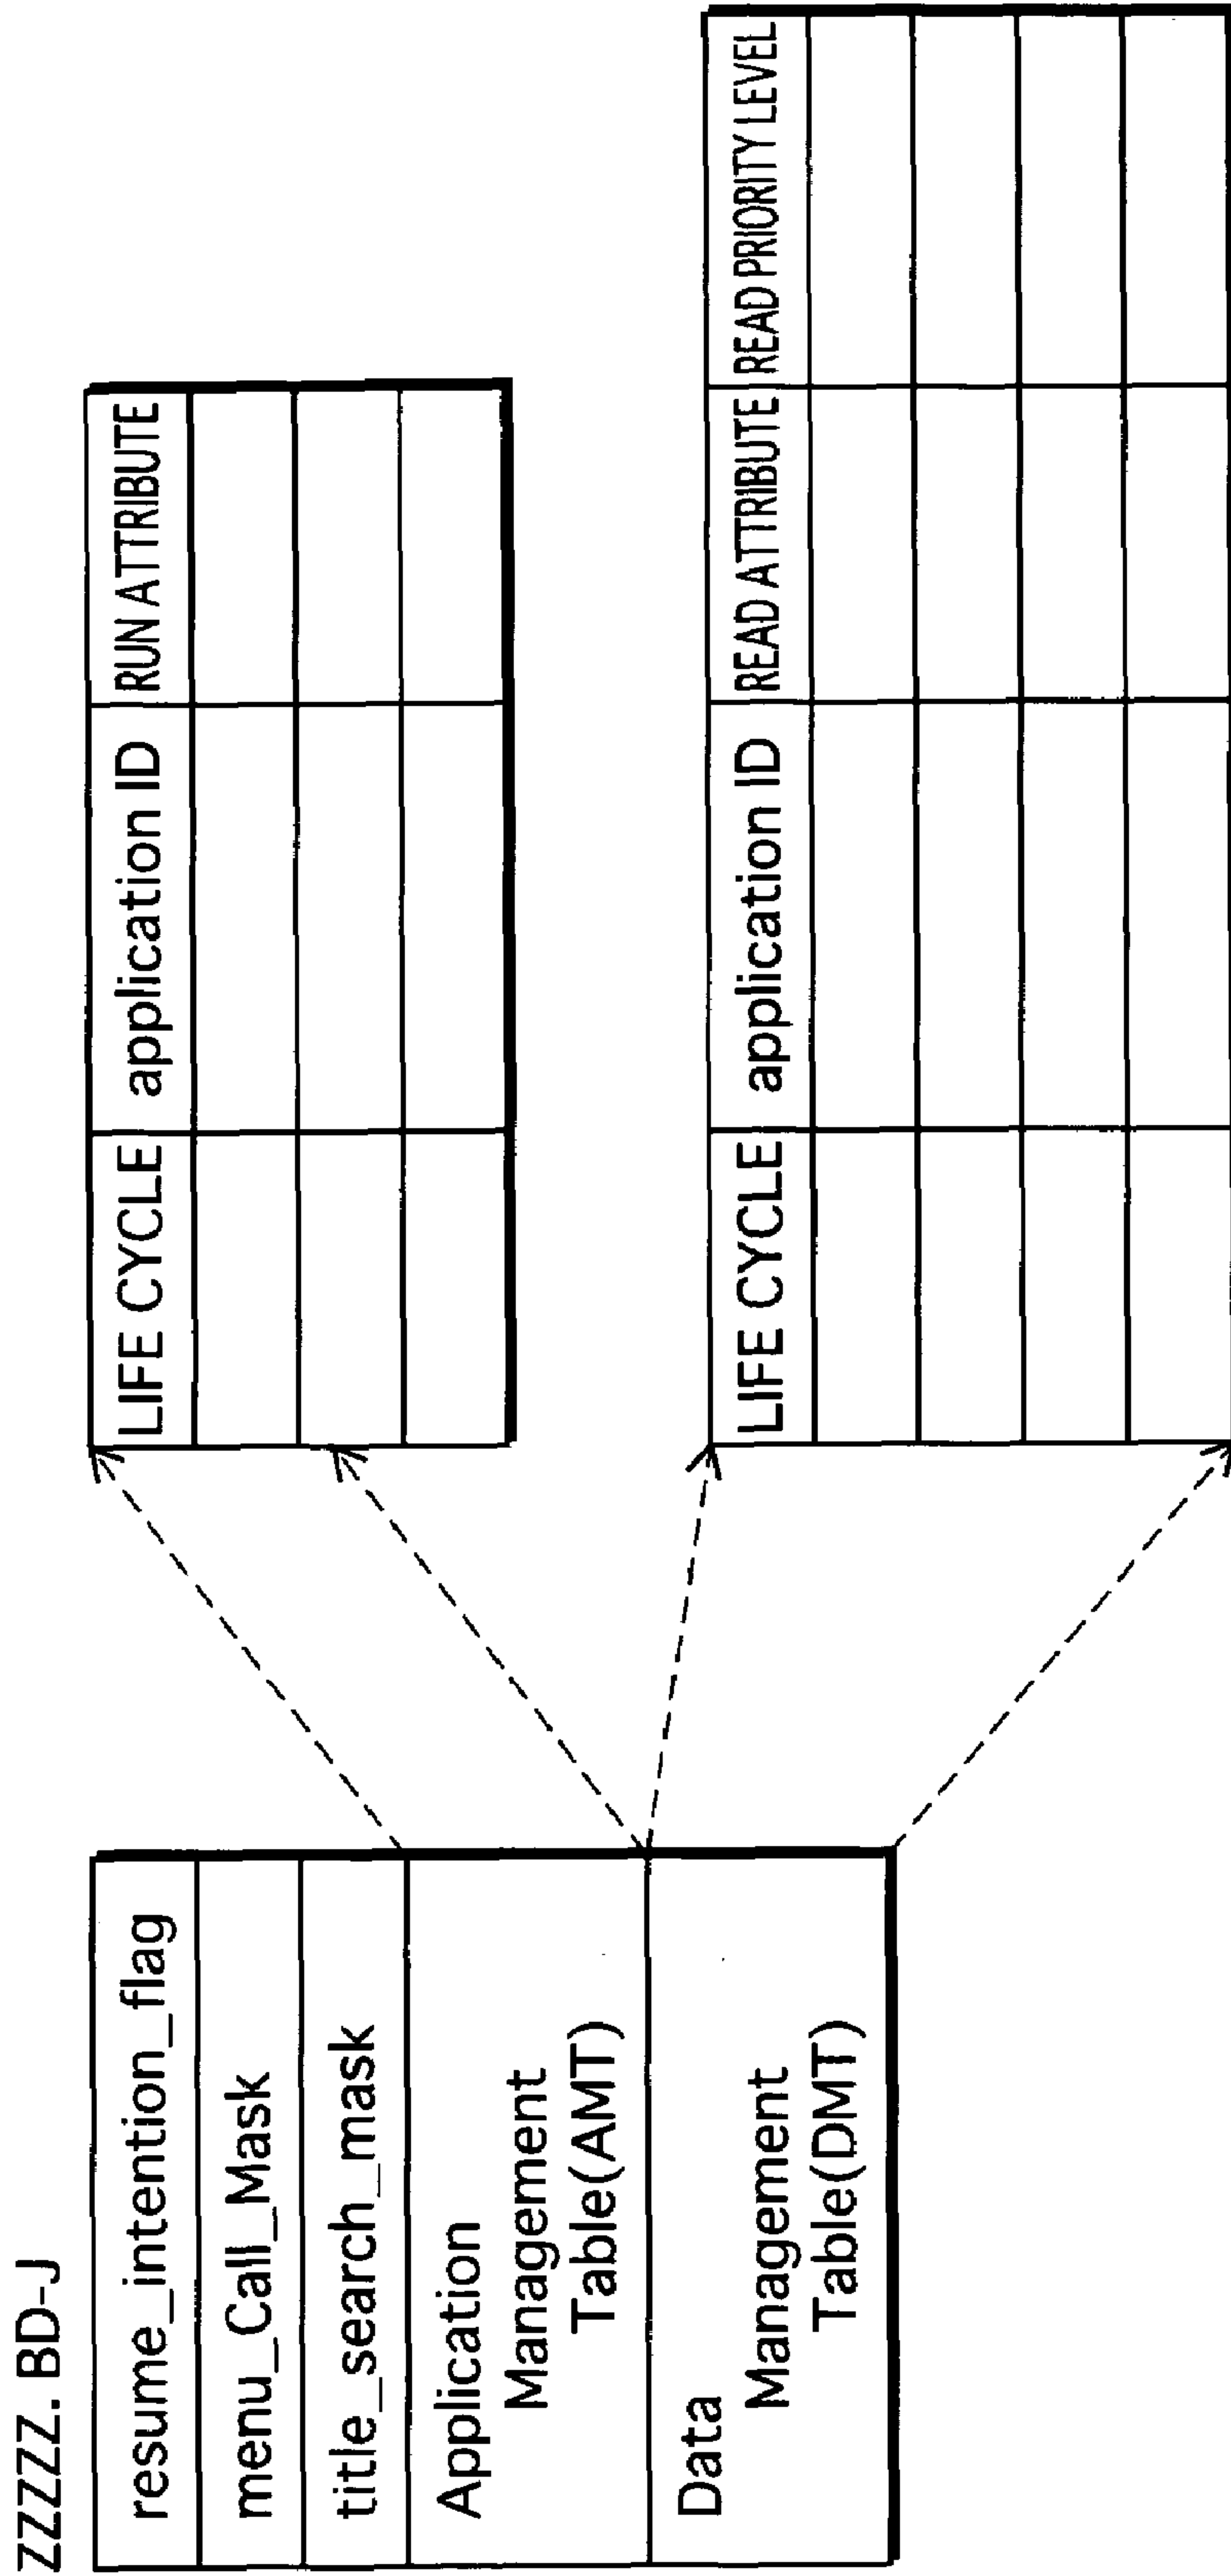 ZZZZZ. BD-J
resume_intention_flag
menu_Call_Mask
title_search_mask
Application
Management
Table(AMT)
Data
Management
Table(DMT)
LIFE CYCLE application ID RUN ATTRIBUTE
LIFE CYCLE application ID READ ATTRIBUTE READ PRIORITY LEVEL